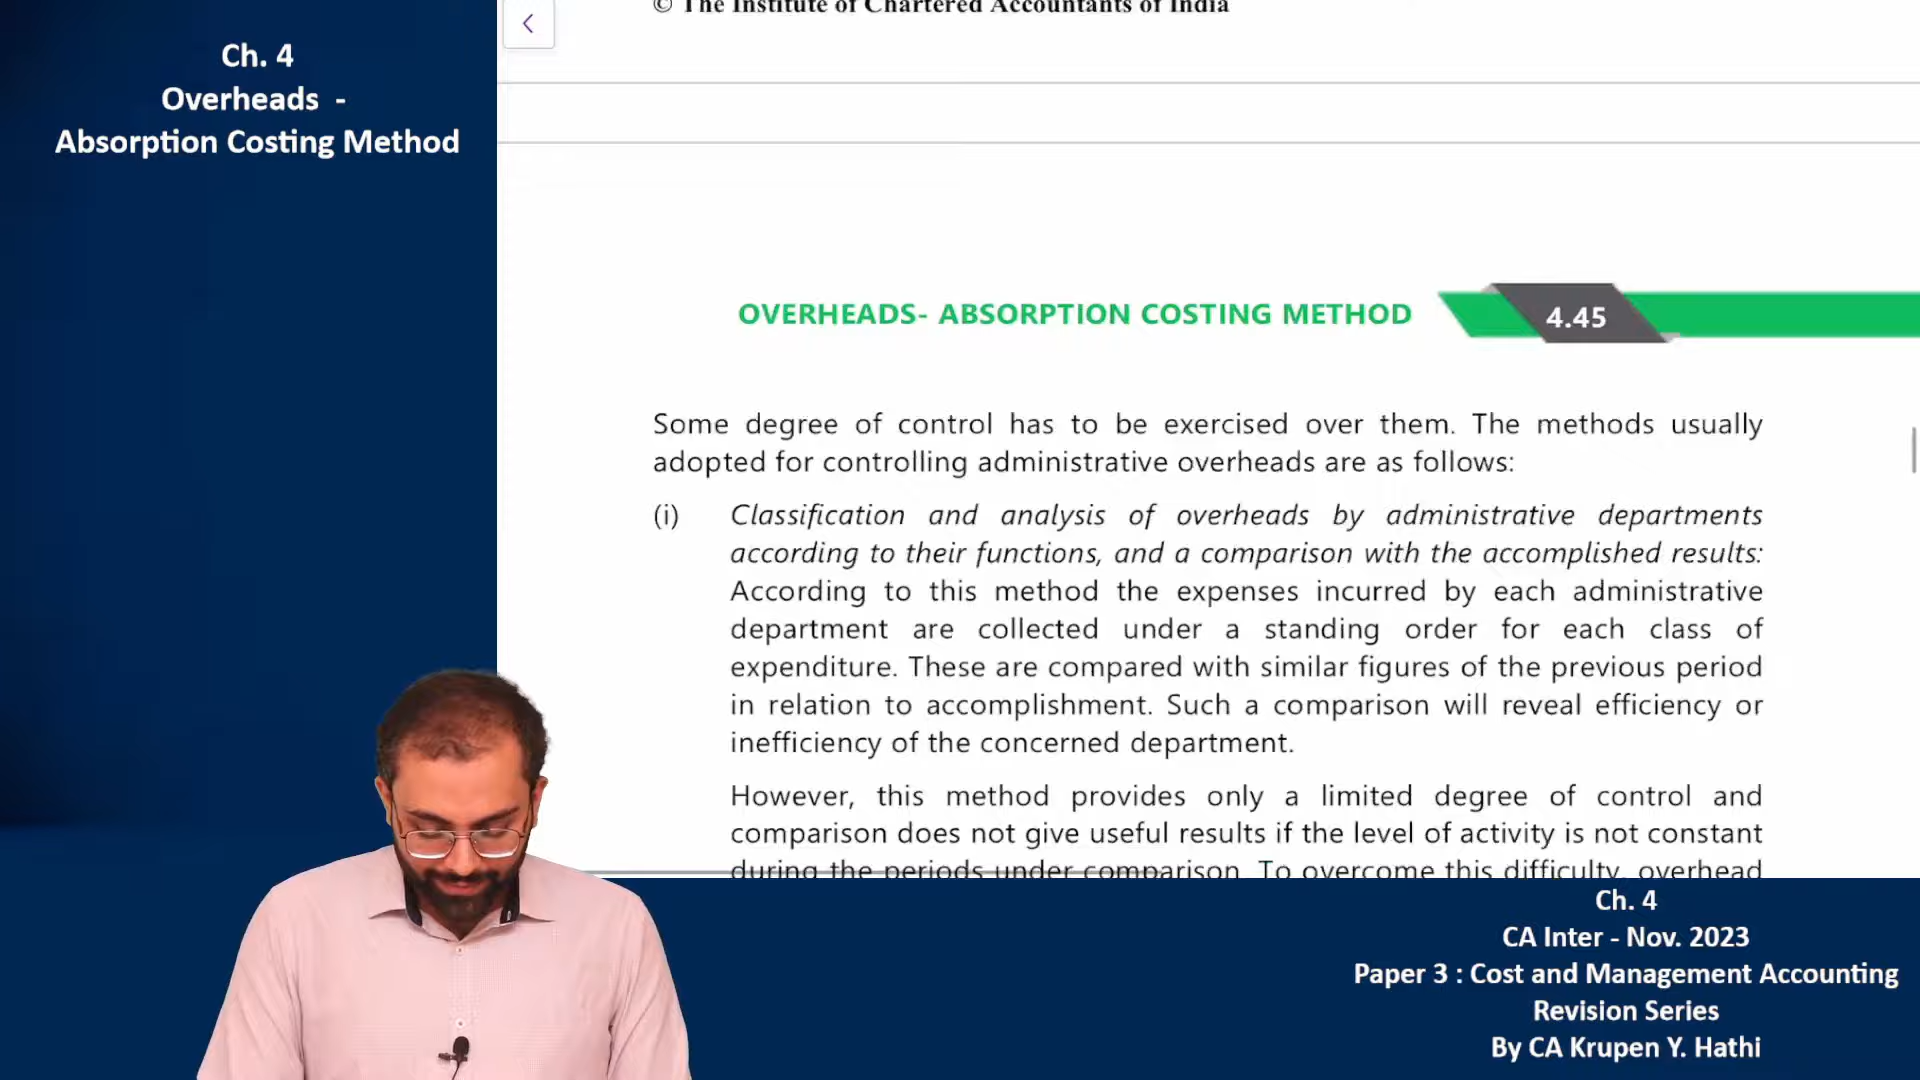 © The Institute of Chartered Accountants of India
Ch. 4
Overheads -
Absorption Costing Method
OVERHEADS- ABSORPTION COSTING METHOD
4.45
Some degree of control has to be exercised over them. The methods usually
adopted for controlling administrative overheads are as follows:
(i) Classification and analysis of overheads by administrative departments
according to their functions, and a comparison with the accomplished results:
According to this method the expenses incurred by each administrative
department are collected under a standing order for each class of
expenditure. These are compared with similar figures of the previous period
in relation to accomplishment. Such a comparison will reveal efficiency or
inefficiency of the concerned department.
However, this method provides only a limited degree of control and
comparison does not give useful results if the level of activity is not constant
during the periods under comparison. To overcome this difficulty, overhead
Ch. 4
CA Inter - Nov. 2023
Paper 3 : Cost and Management Accounting
Revision Series
By CA Krupen Y. Hathi